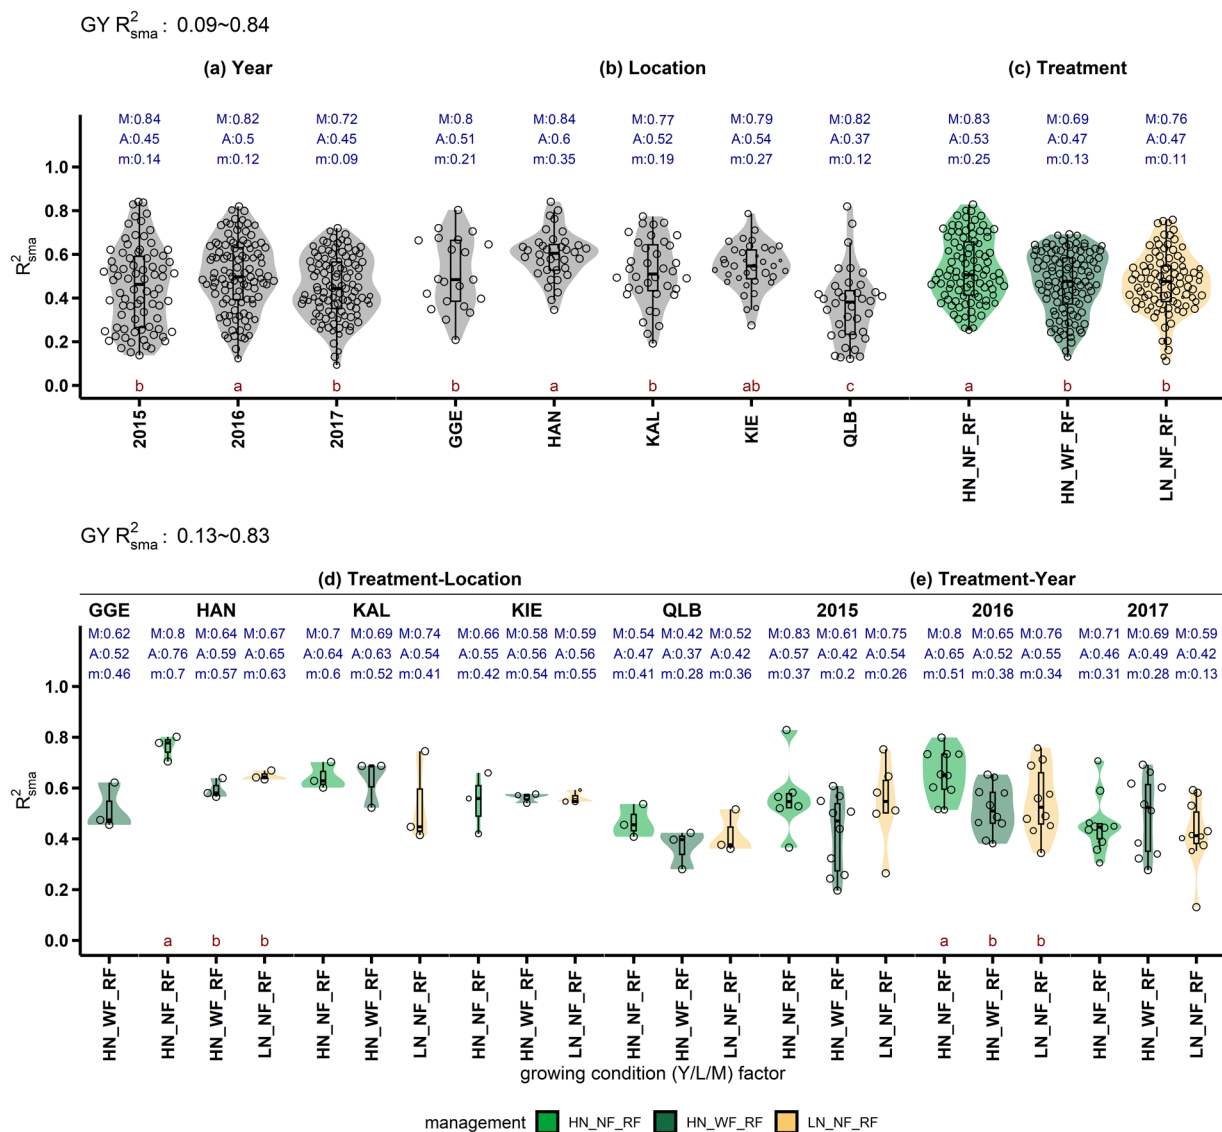 GY R²sma : 0.09~0.84
(a) Year (b) Location (c) Treatment
M:0.84 M:0.82 M:0.72 M:0.8 M:0.84 M:0.77 M:0.79 M:0.82 M:0.83 M:0.69 M:0.76
A:0.45 A:0.5 A:0.45 A:0.51 A:0.6 A:0.52 A:0.54 A:0.37 A:0.53 A:0.47 A:0.47
m:0.14 m:0.12 m:0.09 m:0.21 m:0.35 m:0.19 m:0.27 m:0.12 m:0.25 m:0.13 m:0.11
1.0
0.8
0.6
R²sma
0.4
0.2
0.0
b a b b a b ab c a b b
2015 2016 2017 GGE HAN KAL KIE QLB HN_NF_RF HN_WF_RF LN_NF_RF
GY R²sma : 0.13~0.83
(d) Treatment-Location (e) Treatment-Year
GGE HAN KAL KIE QLB 2015 2016 2017
M:0.62 M:0.8 M:0.64 M:0.67 M:0.7 M:0.69 M:0.74 M:0.66 M:0.58 M:0.59 M:0.54 M:0.42 M:0.52 M:0.83 M:0.61 M:0.75 M:0.8 M:0.65 M:0.76 M:0.71 M:0.69 M:0.59
A:0.52 A:0.76 A:0.59 A:0.65 A:0.64 A:0.63 A:0.54 A:0.55 A:0.56 A:0.56 A:0.47 A:0.37 A:0.42 A:0.57 A:0.42 A:0.54 A:0.65 A:0.52 A:0.55 A:0.46 A:0.49 A:0.42
m:0.46 m:0.7 m:0.57 m:0.63 m:0.6 m:0.52 m:0.41 m:0.42 m:0.54 m:0.55 m:0.41 m:0.28 m:0.36 m:0.37 m:0.2 m:0.26 m:0.51 m:0.38 m:0.34 m:0.31 m:0.28 m:0.13
1.0
0.8
0.6
R²sma
0.4
0.2
0.0
a b b a b b
HN_WF_RF HN_NF_RF HN_WF_RF LN_NF_RF HN_NF_RF HN_WF_RF LN_NF_RF HN_NF_RF HN_WF_RF LN_NF_RF HN_NF_RF HN_WF_RF LN_NF_RF HN_NF_RF HN_WF_RF LN_NF_RF HN_NF_RF HN_WF_RF LN_NF_RF HN_NF_RF HN_WF_RF LN_NF_RF
growing condition (Y/L/M) factor
management HN_NF_RF HN_WF_RF LN_NF_RF